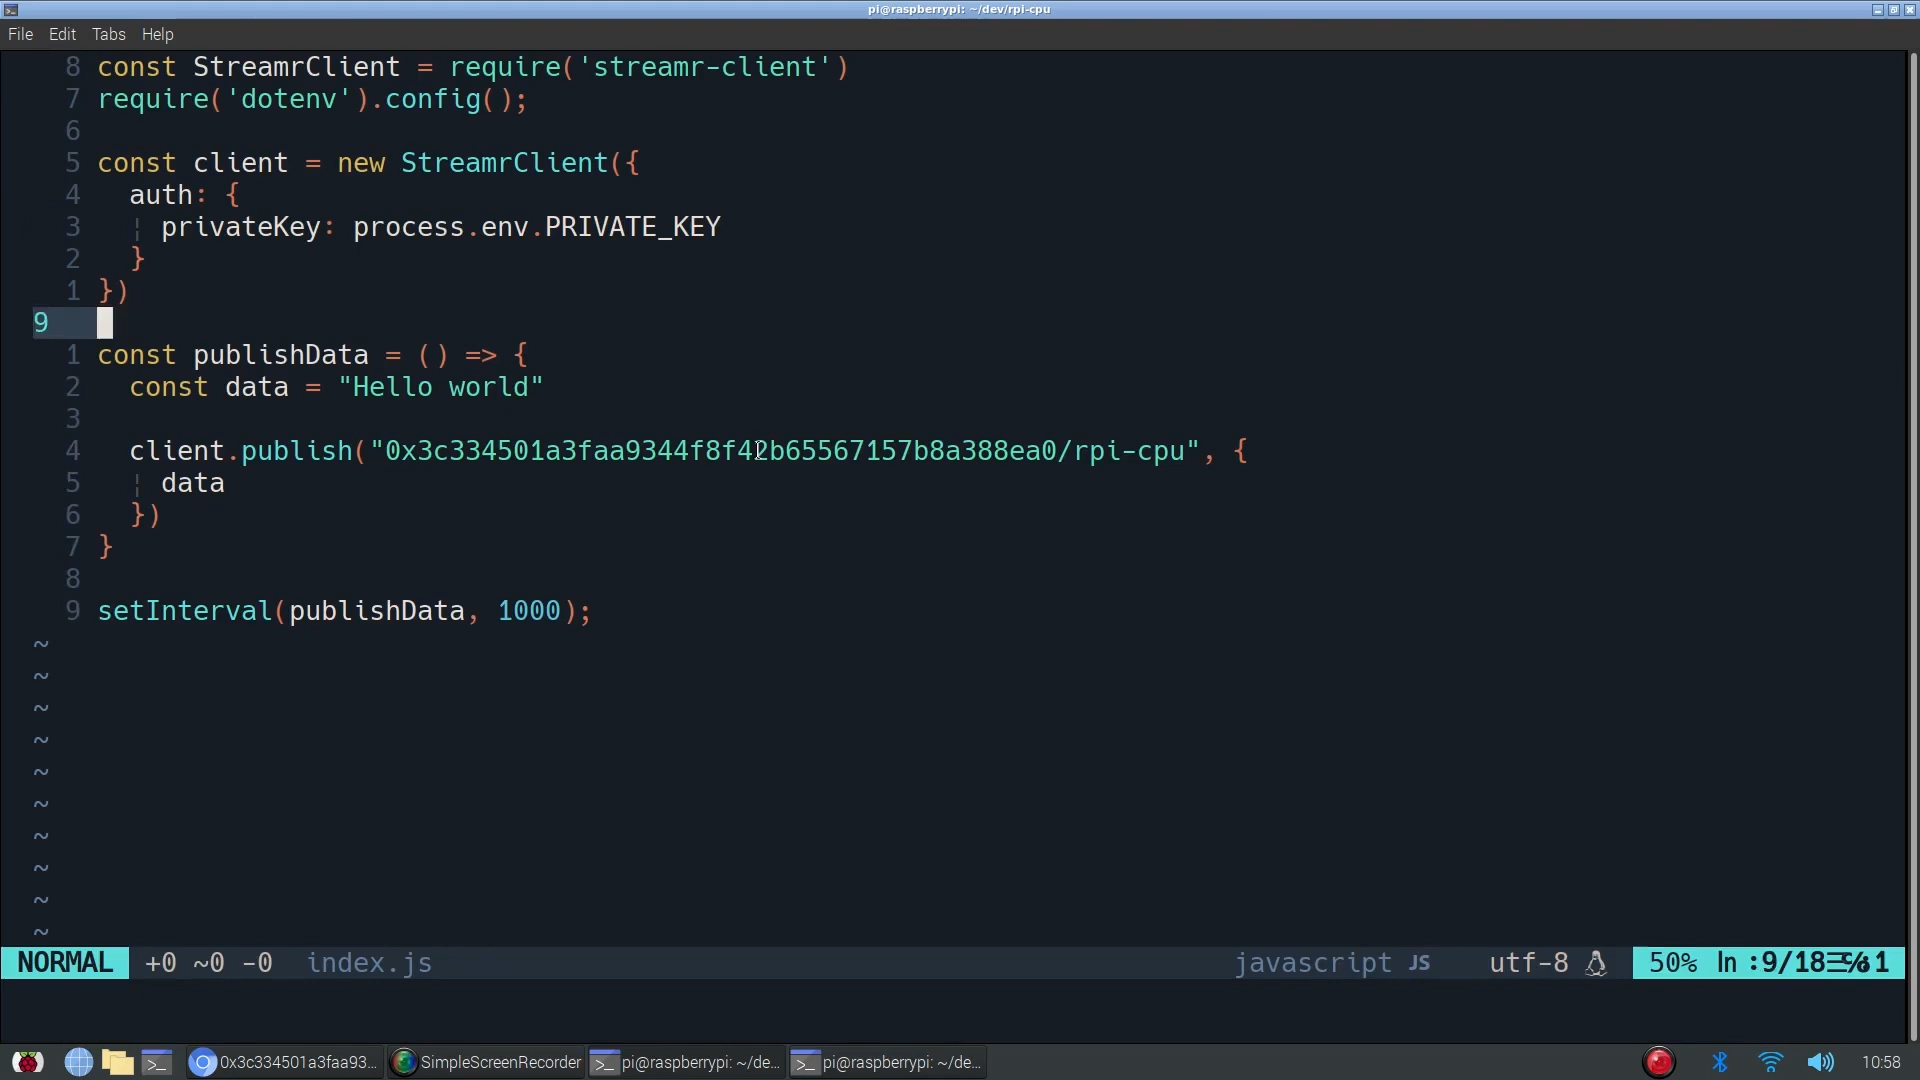 pi@raspberrypi: ~/dev/rpi-cpu
File Edit Tabs Help
8 const StreamrClient = require('streamr-client')
7 require('dotenv').config();
6
5 const client = new StreamrClient({
4   auth: {
3   ¦ privateKey: process.env.PRIVATE_KEY
2   }
1 })
9
1 const publishData = () => {
2   const data = "Hello world"
3
4   client.publish("0x3c334501a3faa9344f8f42b65567157b8a388ea0/rpi-cpu", {
5   ¦ data
6   })
7 }
8
9 setInterval(publishData, 1000);
~
~
~
~
~
~
~
~
~
~
NORMAL +0 ~0 -0 index.js javascript JS utf-8 50% ln :9/18 1
0x3c334501a3faa93... SimpleScreenRecorder pi@raspberrypi: ~/de... pi@raspberrypi: ~/de... 10:58